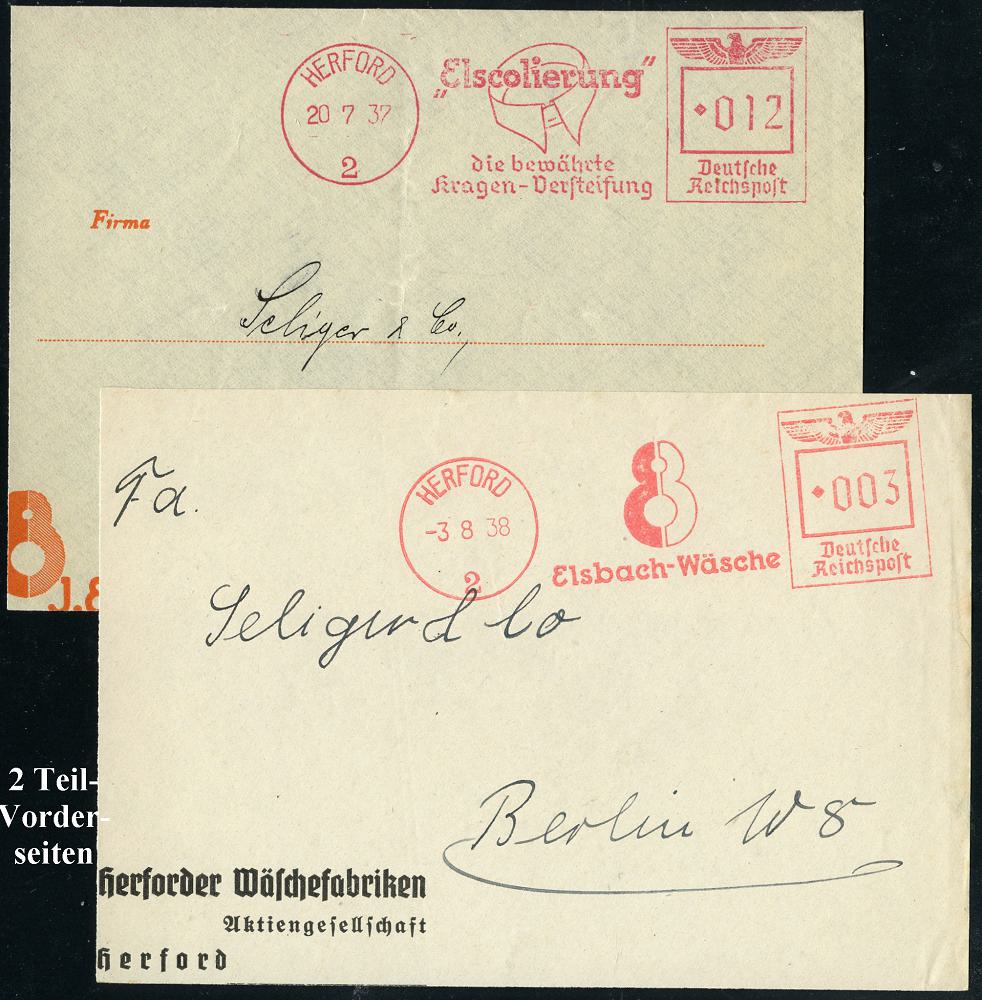 HERFORD
20 7 37
2
„Elscolierung“
die bewährte
Kragen-Versteifung
012
Deutsche
Reichspost
Firma
Seliger & Co.,
J.
HERFORD
-3 8 38
2
Elsbach-Wäsche
003
Deutsche
Reichspost
Fa.
Seliger & Co
Berlin W 8
Herforder Wäschefabriken
Aktiengesellschaft
Herford
2 Teil-
Vorder-
seiten